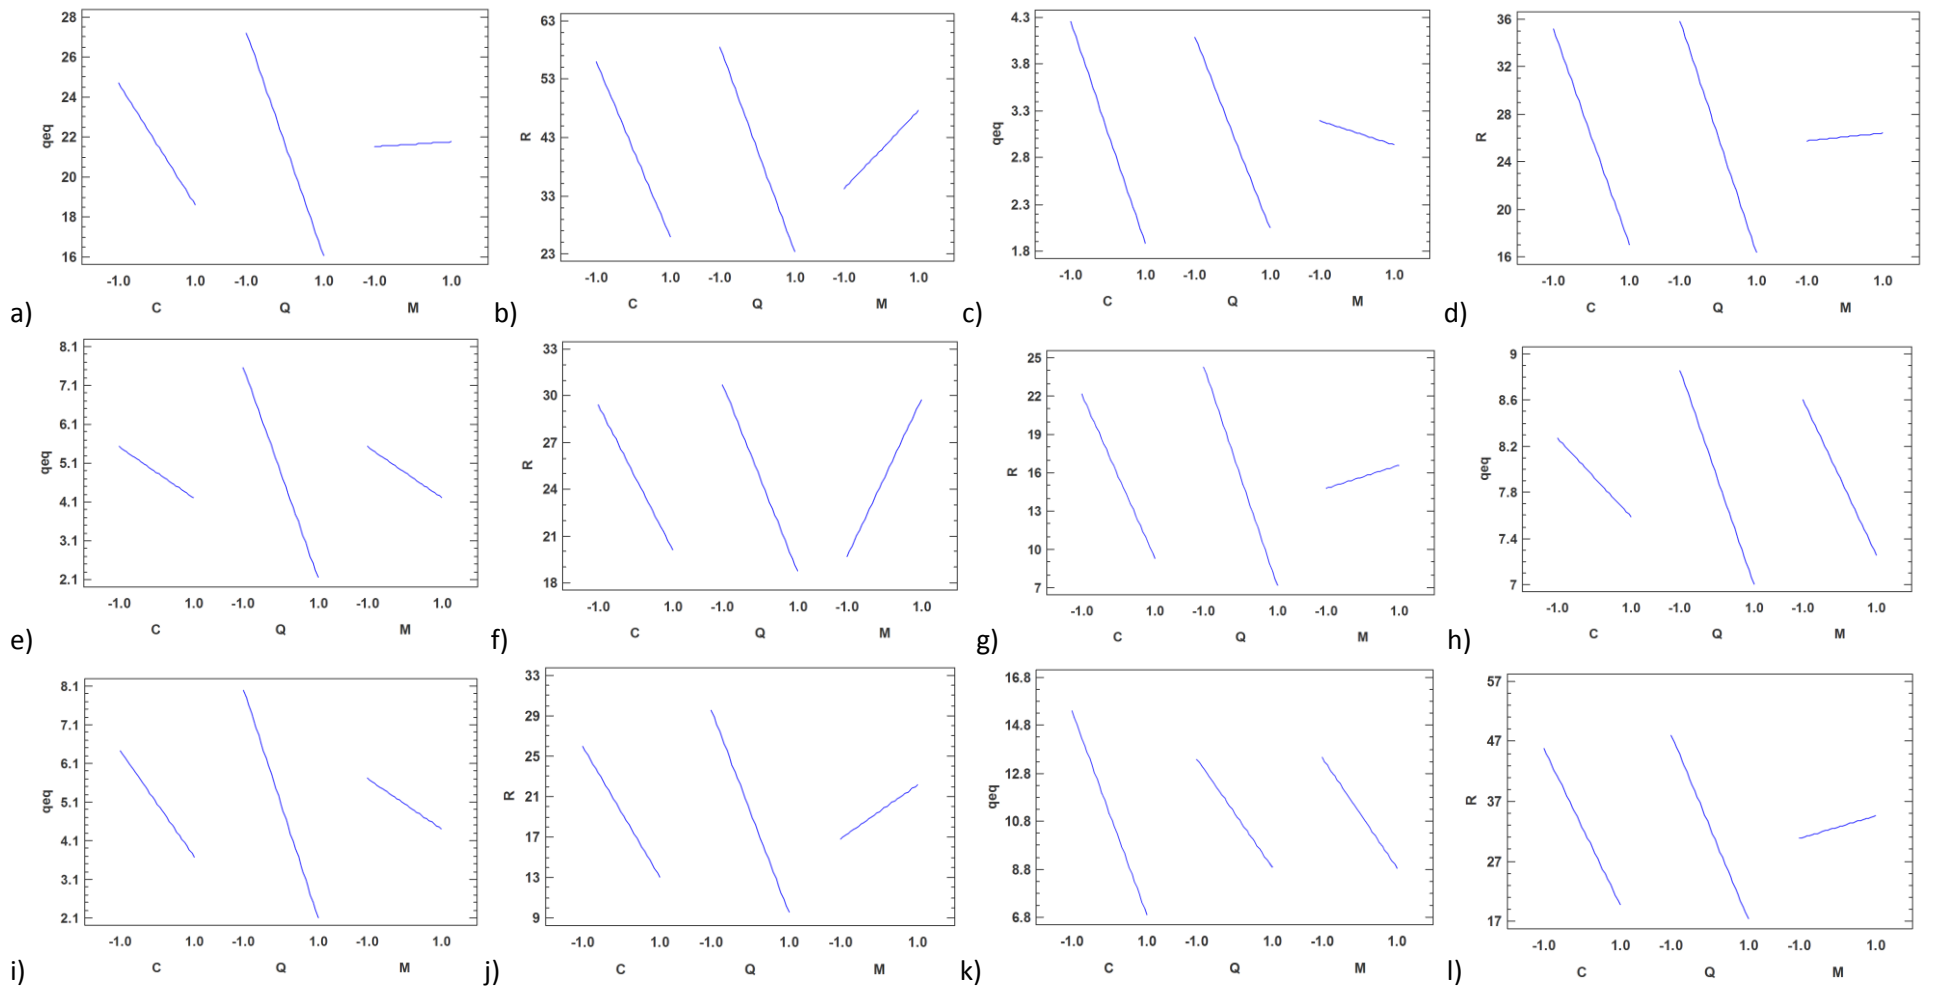 28
26
24
22
20
18
16
qeq
-1.0 1.0 -1.0 1.0 -1.0 1.0
C Q M
a)
63
53
43
33
23
R
-1.0 1.0 -1.0 1.0 -1.0 1.0
C Q M
b)
4.3
3.8
3.3
2.8
2.3
1.8
qeq
-1.0 1.0 -1.0 1.0 -1.0 1.0
C Q M
c)
36
32
28
24
20
16
R
-1.0 1.0 -1.0 1.0 -1.0 1.0
C Q M
d)
8.1
7.1
6.1
5.1
4.1
3.1
2.1
qeq
-1.0 1.0 -1.0 1.0 -1.0 1.0
C Q M
e)
33
30
27
24
21
18
R
-1.0 1.0 -1.0 1.0 -1.0 1.0
C Q M
f)
25
22
19
16
13
10
7
R
-1.0 1.0 -1.0 1.0 -1.0 1.0
C Q M
g)
9
8.6
8.2
7.8
7.4
7
qeq
-1.0 1.0 -1.0 1.0 -1.0 1.0
C Q M
h)
8.1
7.1
6.1
5.1
4.1
3.1
2.1
qeq
-1.0 1.0 -1.0 1.0 -1.0 1.0
C Q M
i)
33
29
25
21
17
13
9
R
-1.0 1.0 -1.0 1.0 -1.0 1.0
C Q M
j)
16.8
14.8
12.8
10.8
8.8
6.8
qeq
-1.0 1.0 -1.0 1.0 -1.0 1.0
C Q M
k)
57
47
37
27
17
R
-1.0 1.0 -1.0 1.0 -1.0 1.0
C Q M
l)